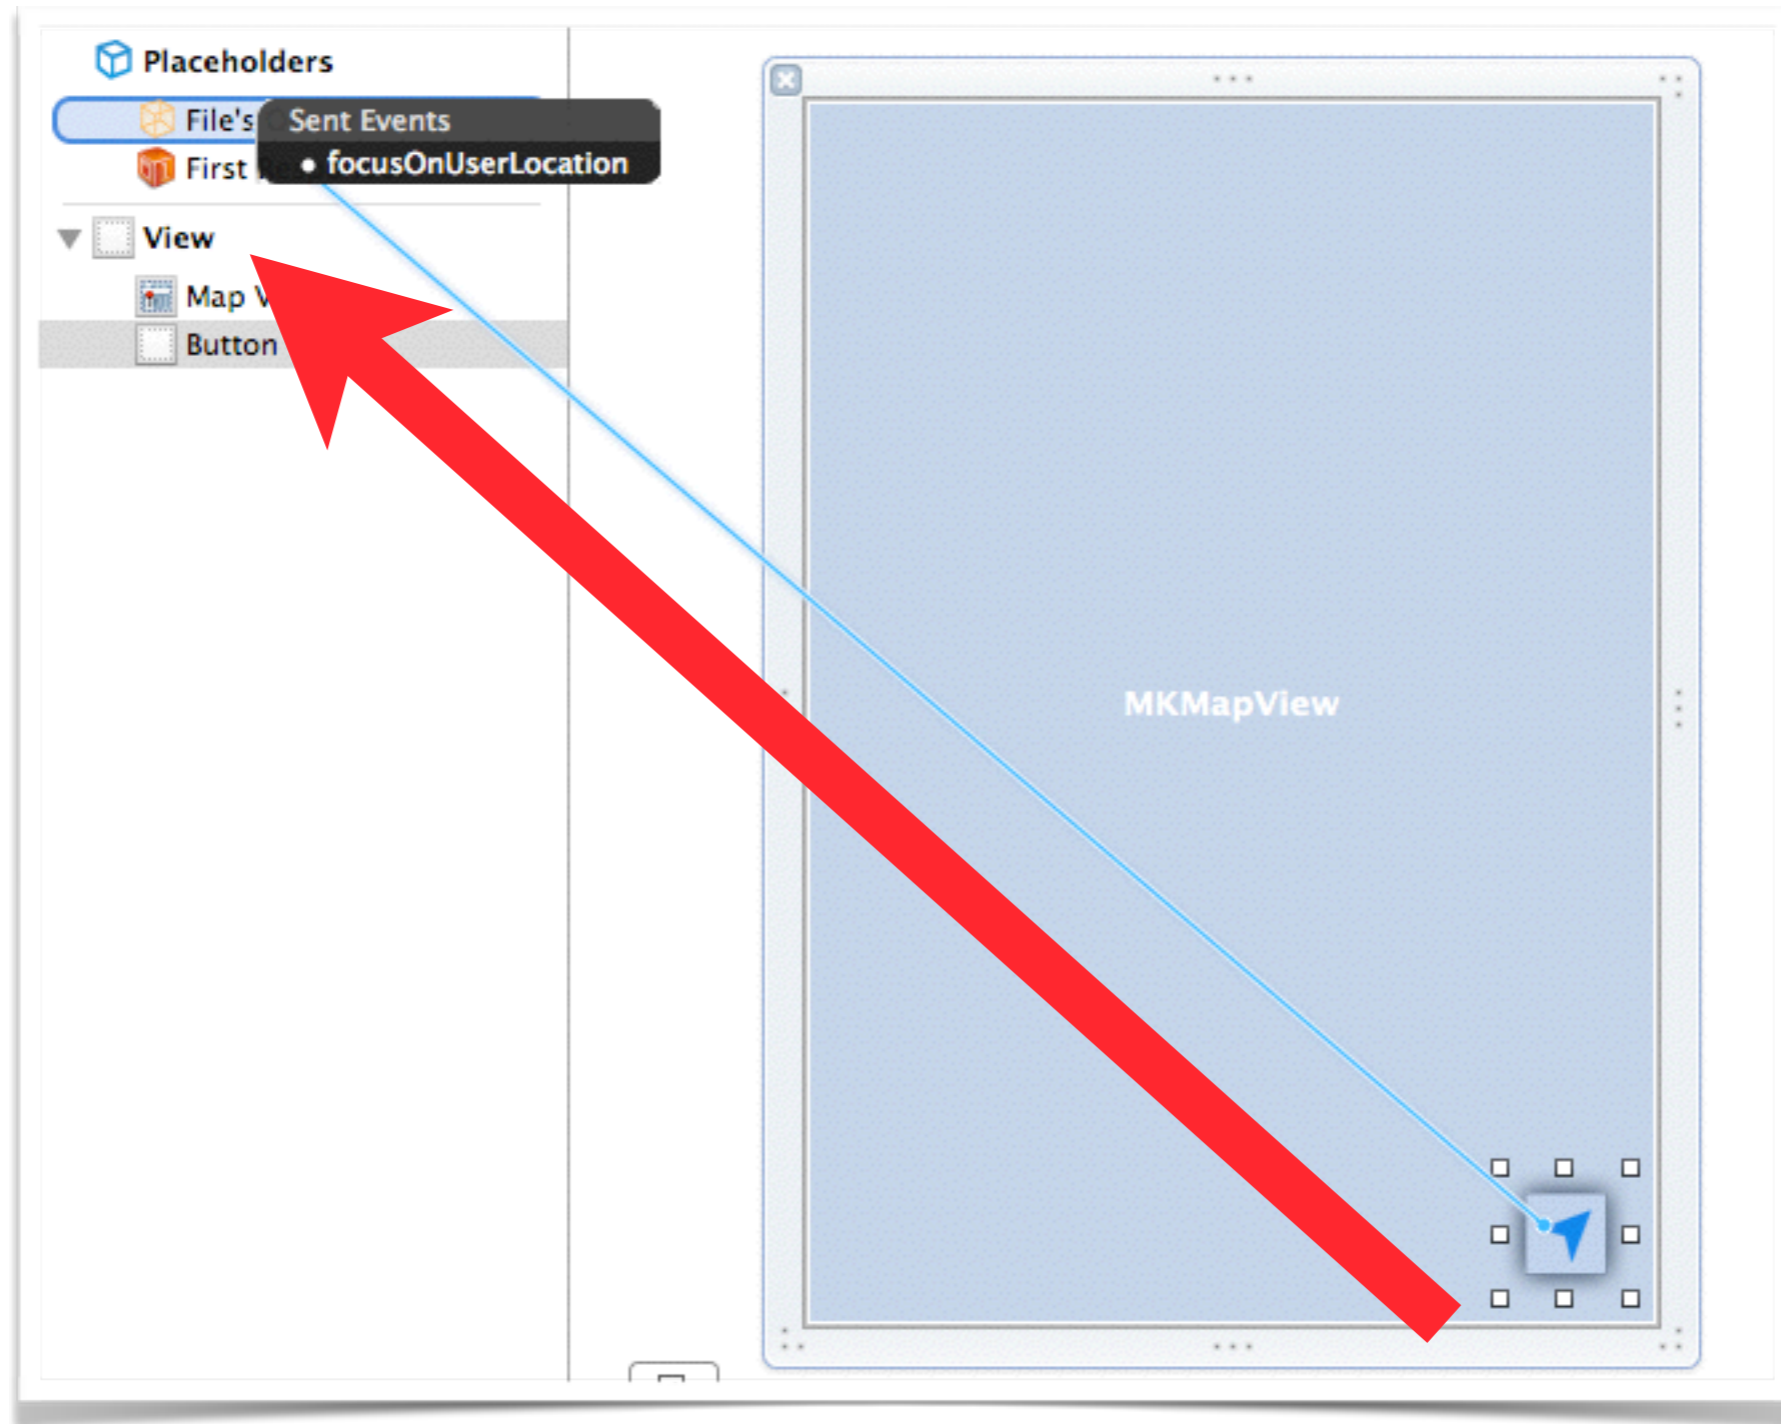 Placeholders
File's
Sent Events
First
• focusOnUserLocation
View
Map
Button
MKMapView